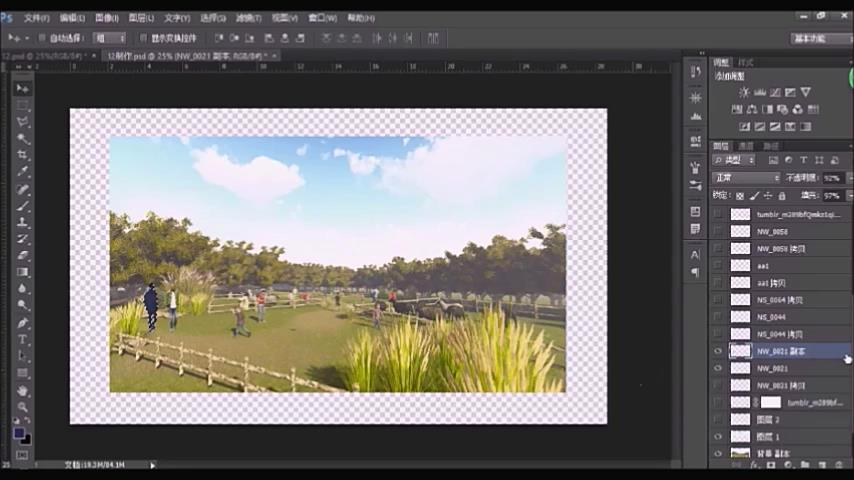 文件(F) 编辑(E) 图像(I) 图层(L) 文字(Y) 选择(S) 滤镜(T) 视图(V) 窗口(W) 帮助(H)
自动选择: 组 显示变换控件 基本功能
12.psd @ 25%(RGB/8#) * 12制作.psd @ 25% (NW_0021 副本, RGB/8#) *
调整 样式
添加调整
图层 通道 路径
类型
正常 不透明度: 92%
锁定: 填充: 97%
NW_0058
NW_0058 拷贝
aa1
aa1 拷贝
NS_0064 拷贝
NS_0044
NS_0044 拷贝
NW_0021 副本
NW_0021
NW_0021 拷贝
图层 2
图层 1
背景 副本
文档:18.3M/84.1M